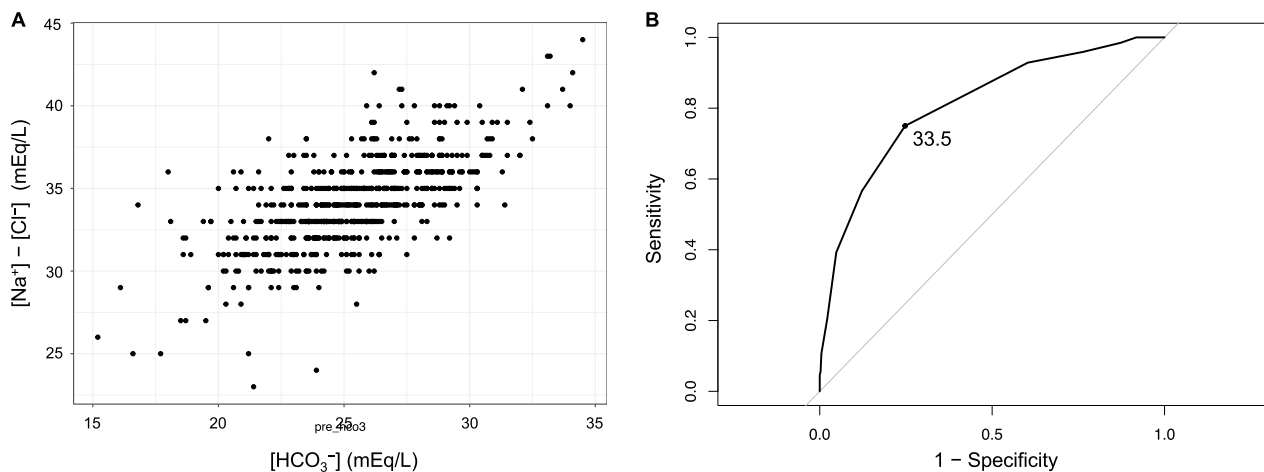 A
45
40
35
30
25
[Na⁺] − [Cl⁻] (mEq/L)
15 20 25 30 35
pre_hco3
[HCO₃⁻] (mEq/L)
B
1.0
0.8
0.6
0.4
0.2
0.0
Sensitivity
33.5
0.0 0.5 1.0
1 − Specificity